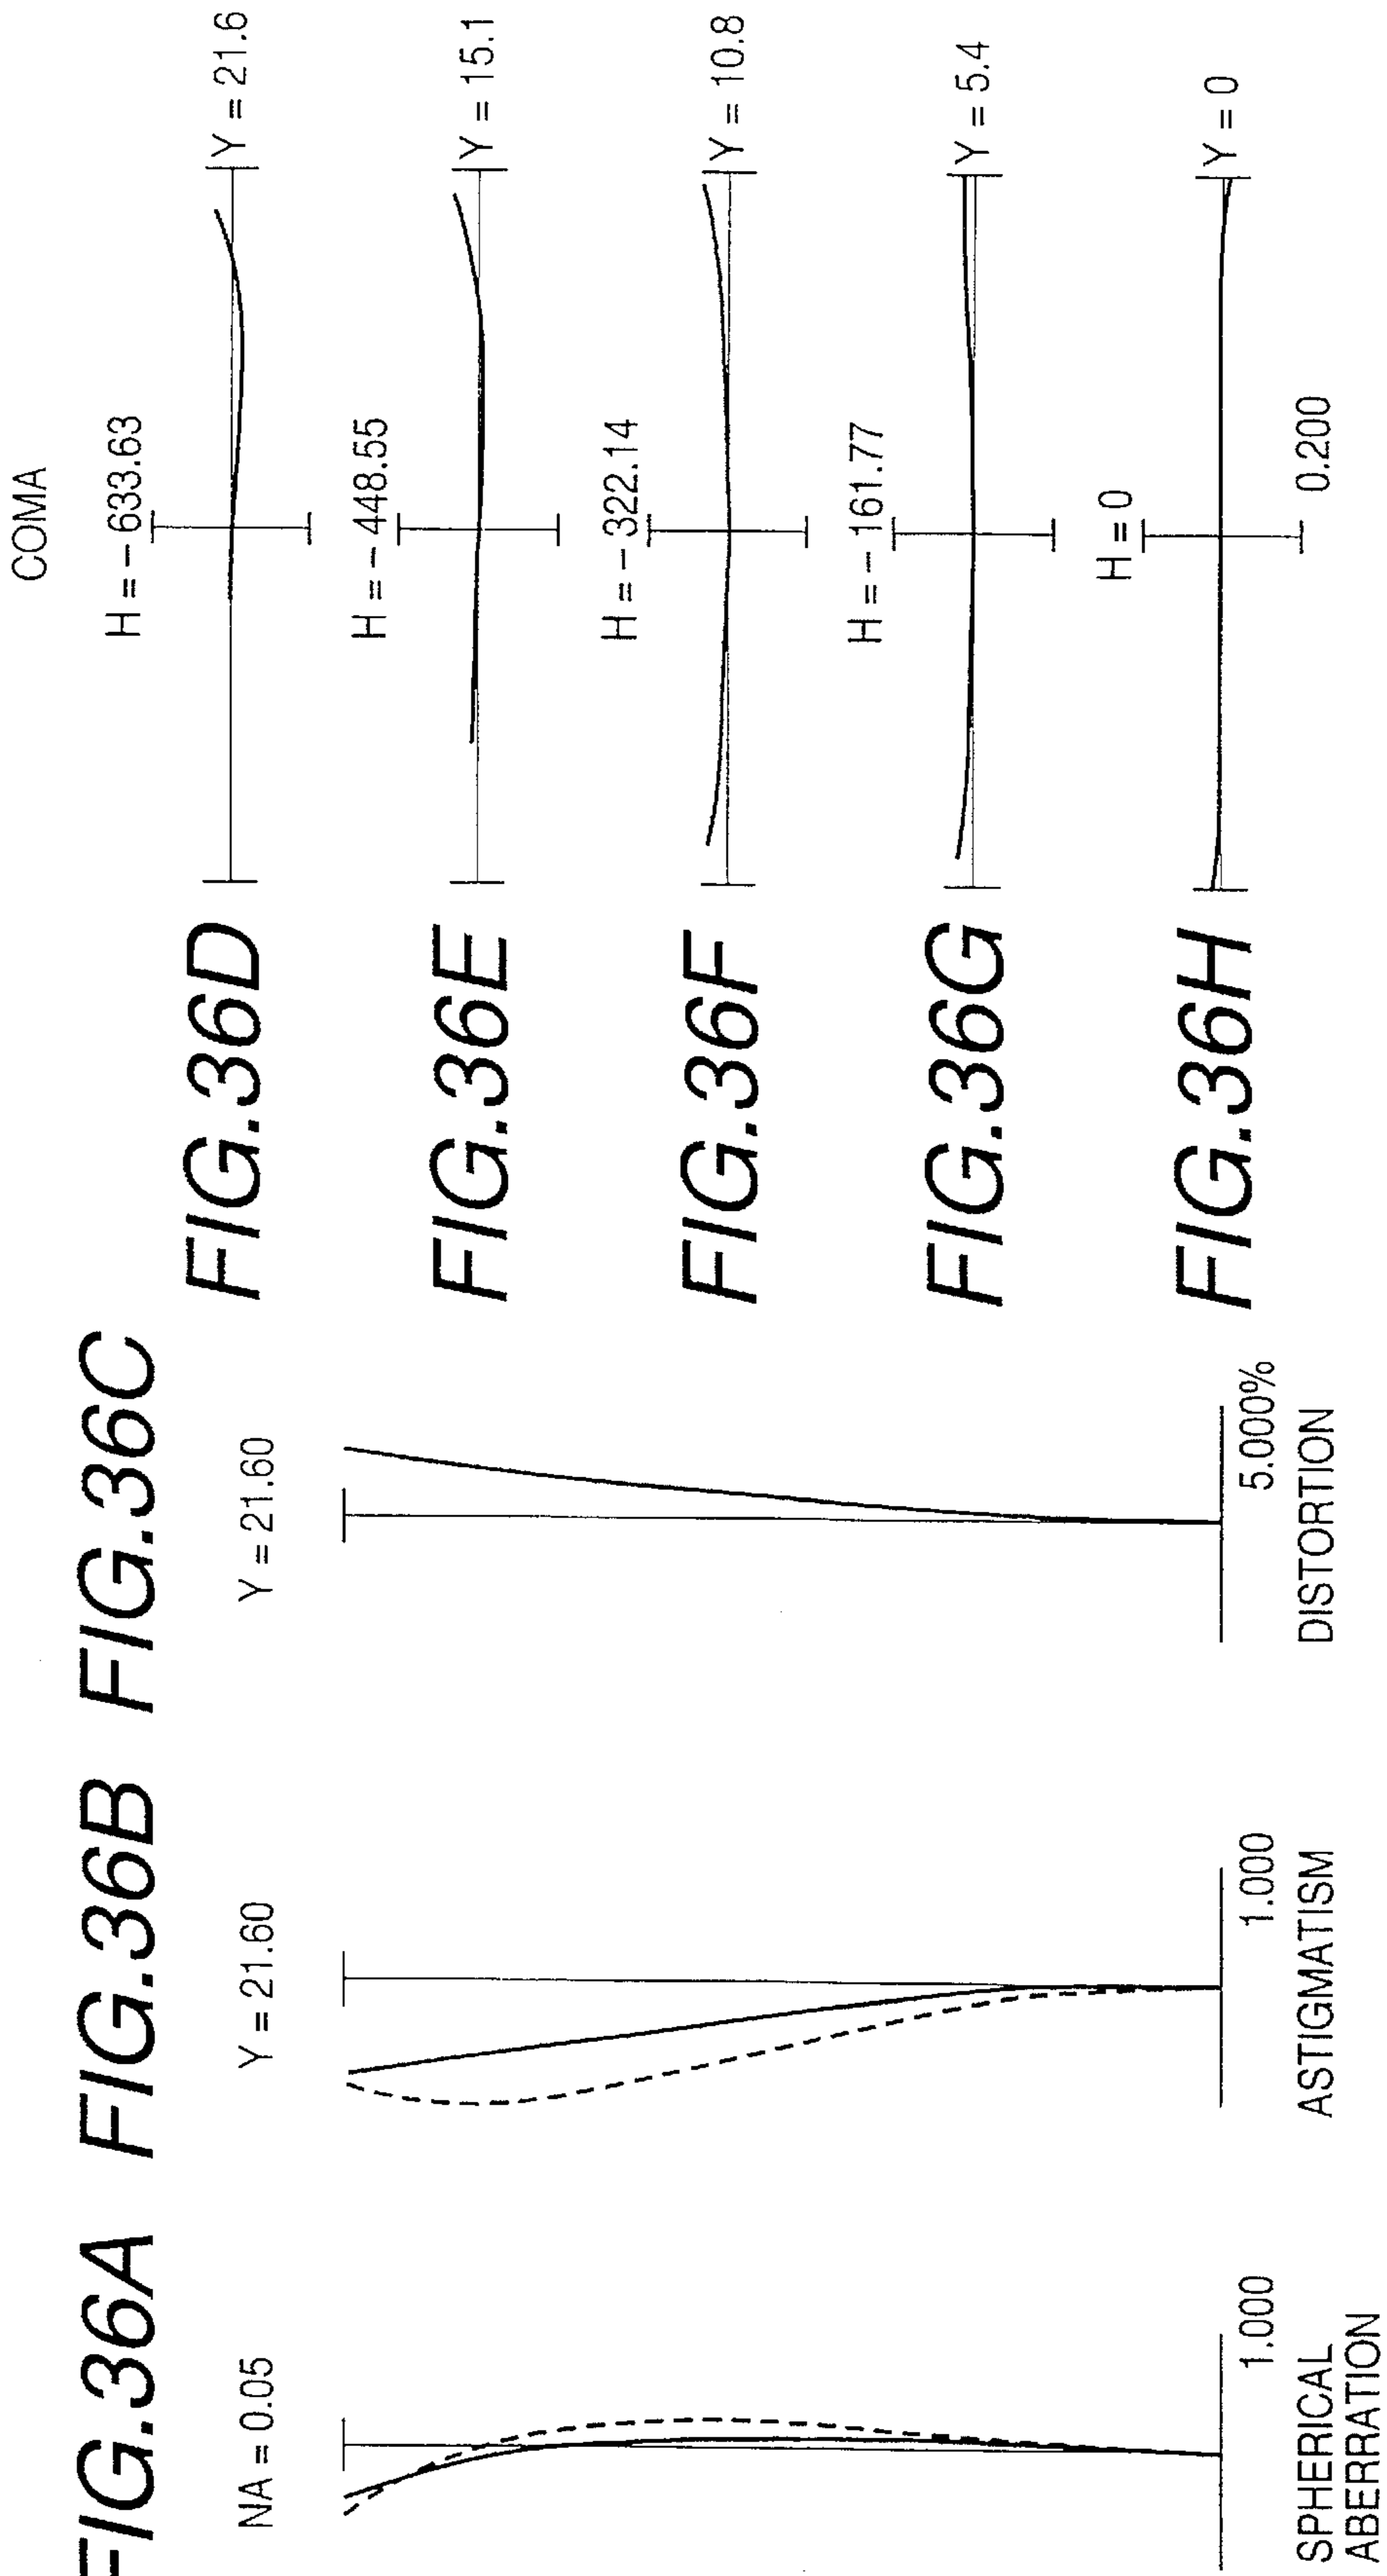 FIG.36A
NA = 0.05
1.000
SPHERICAL
ABERRATION
FIG.36B
Y = 21.60
1.000
ASTIGMATISM
FIG.36C
Y = 21.60
5.000%
DISTORTION
COMA
FIG.36D
H = − 633.63
Y = 21.6
FIG.36E
H = − 448.55
Y = 15.1
FIG.36F
H = − 322.14
Y = 10.8
FIG.36G
H = − 161.77
Y = 5.4
FIG.36H
H = 0
Y = 0
0.200